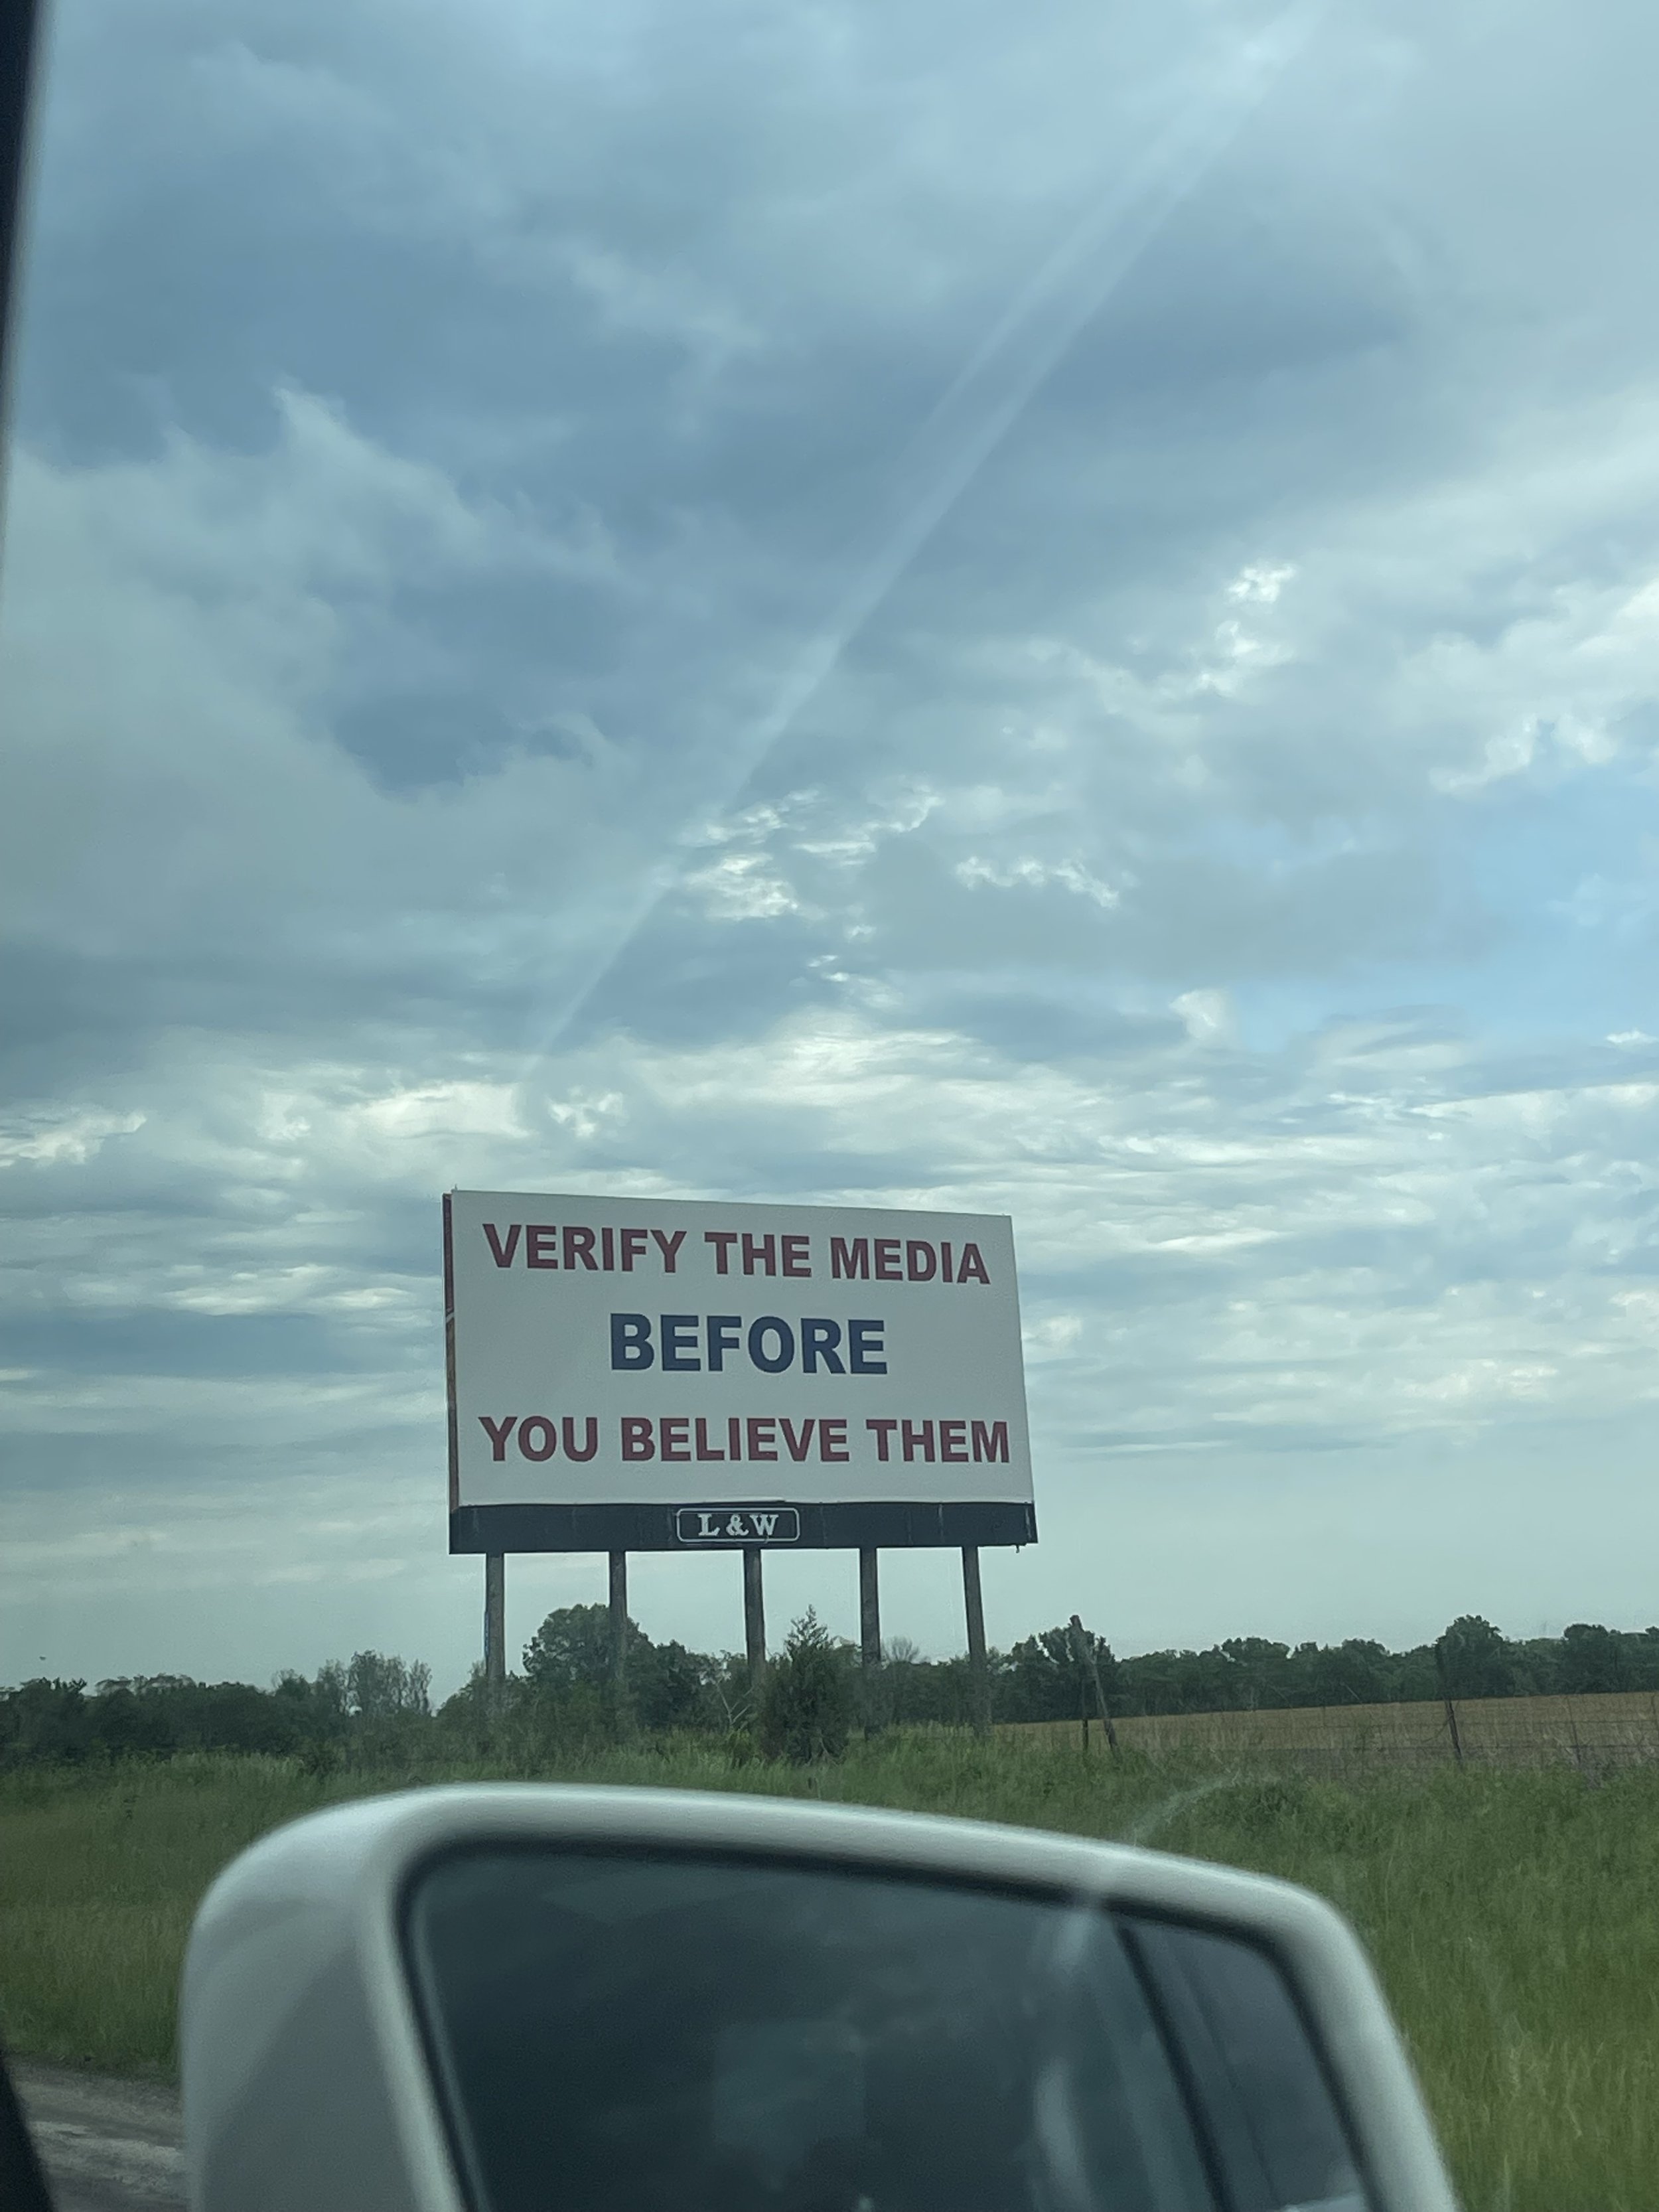 VERIFY THE MEDIA
BEFORE
YOU BELIEVE THEM
L & W